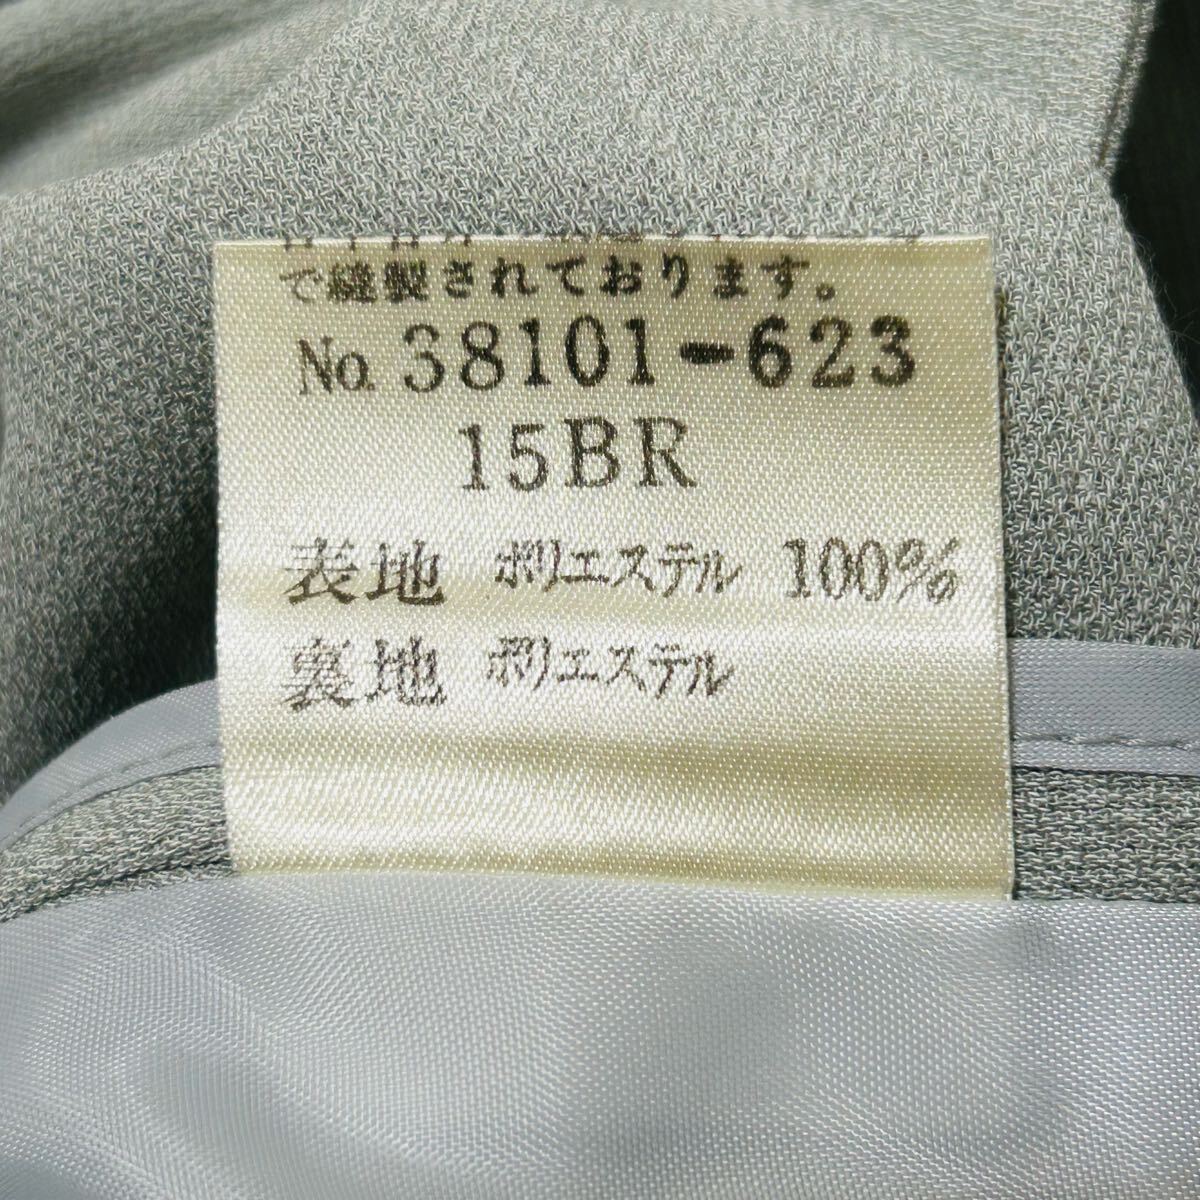 で縫製されております。
No. 38101-623
15BR
表地 ポリエステル 100%
裏地 ポリエステル